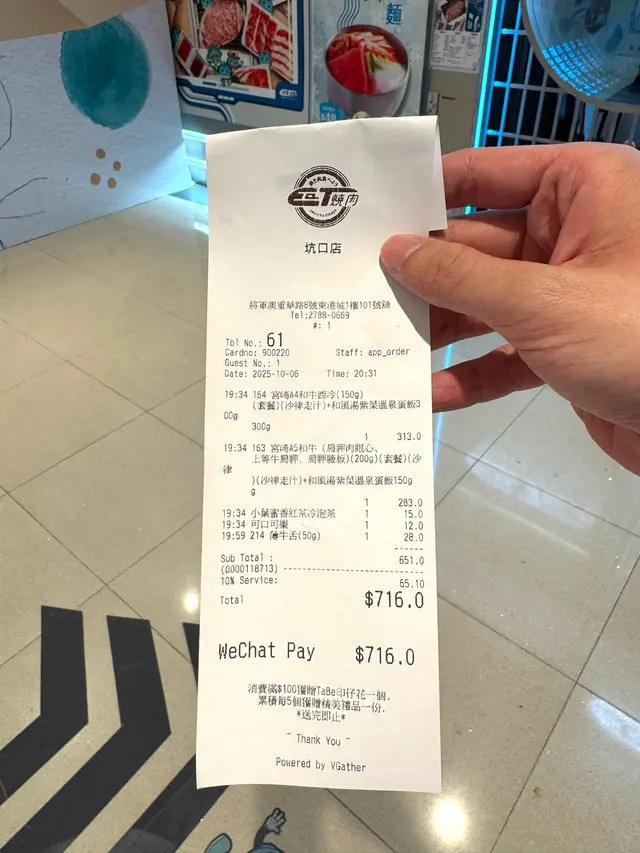 麵
$48
燒肉
坑口店
將軍澳重華路8號東港城1樓101號舖
Tel:2788-0669
#: 1
Tbl No.: 61
Cardno: 900220 Staff: app_order
Guest No.: 1
Date: 2025-10-06 Time: 20:31
19:34 164 宮崎A4和牛西冷(150g)
(套餐)(沙律走汁)+和風湯紫菜溫泉蛋飯3
00g
300g
1 313.0
19:34 163 宮崎A5和牛 (肩胛肉眼心、
上等牛肩胛、肩胛腋板)(200g)(套餐)(沙
律
)(沙律走汁)+和風湯紫菜溫泉蛋飯150g
g
1 283.0
19:34 小葉蜜香紅茶冷泡茶 1 15.0
19:34 可口可樂 1 12.0
19:59 214 薄牛舌(50g) 1 28.0
------
Sub Total : 651.0
(0000118713) ------------------------
10% Service: 65.10
Total $716.0
WeChat Pay $716.0
消費滿$100獲贈TaBe印仔花一個.
累積每5個獲贈精美禮品一份.
*送完即止*
~ Thank You ~
Powered by VGather